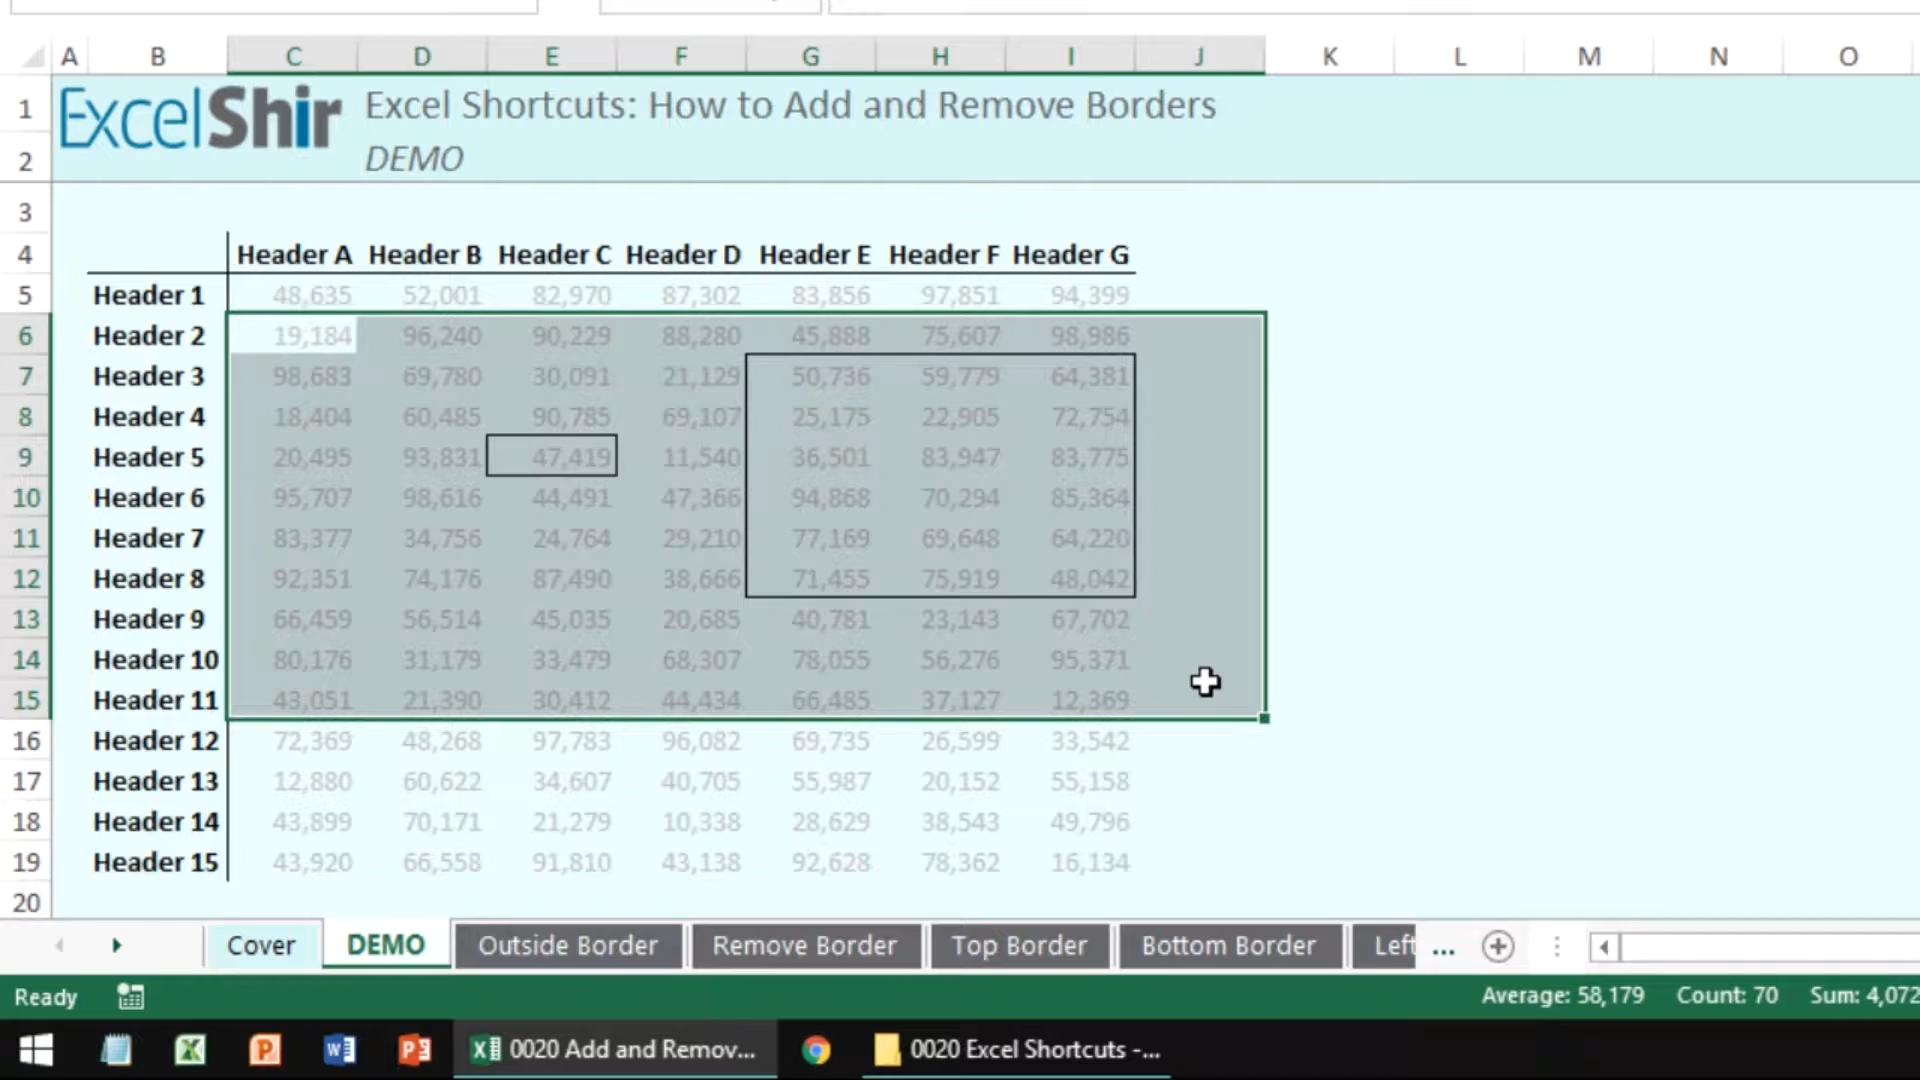 A B C D E F G H I J K L M N O
1 ExcelShir Excel Shortcuts: How to Add and Remove Borders
2 DEMO
3
4 Header A Header B Header C Header D Header E Header F Header G
5 Header 1 48,635 52,001 82,970 87,302 83,856 97,851 94,399
6 Header 2 19,184 96,240 90,229 88,280 45,888 75,607 98,986
7 Header 3 98,683 69,780 30,091 21,129 50,736 59,779 64,381
8 Header 4 18,404 60,485 90,785 69,107 25,175 22,905 72,754
9 Header 5 20,495 93,831 47,419 11,540 36,501 83,947 83,775
10 Header 6 95,707 98,616 44,491 47,366 94,868 70,294 85,364
11 Header 7 83,377 34,756 24,764 29,210 77,169 69,648 64,220
12 Header 8 92,351 74,176 87,490 38,666 71,455 75,919 48,042
13 Header 9 66,459 56,514 45,035 20,685 40,781 23,143 67,702
14 Header 10 80,176 31,179 33,479 68,307 78,055 56,276 95,371
15 Header 11 43,051 21,390 30,412 44,434 66,485 37,127 12,369
16 Header 12 72,369 48,268 97,783 96,082 69,735 26,599 33,542
17 Header 13 12,880 60,622 34,607 40,705 55,987 20,152 55,158
18 Header 14 43,899 70,171 21,279 10,338 28,629 38,543 49,796
19 Header 15 43,920 66,558 91,810 43,138 92,628 78,362 16,134
20
Cover DEMO Outside Border Remove Border Top Border Bottom Border Left ...
Ready Average: 58,179 Count: 70 Sum: 4,072
0020 Add and Remov... 0020 Excel Shortcuts -...